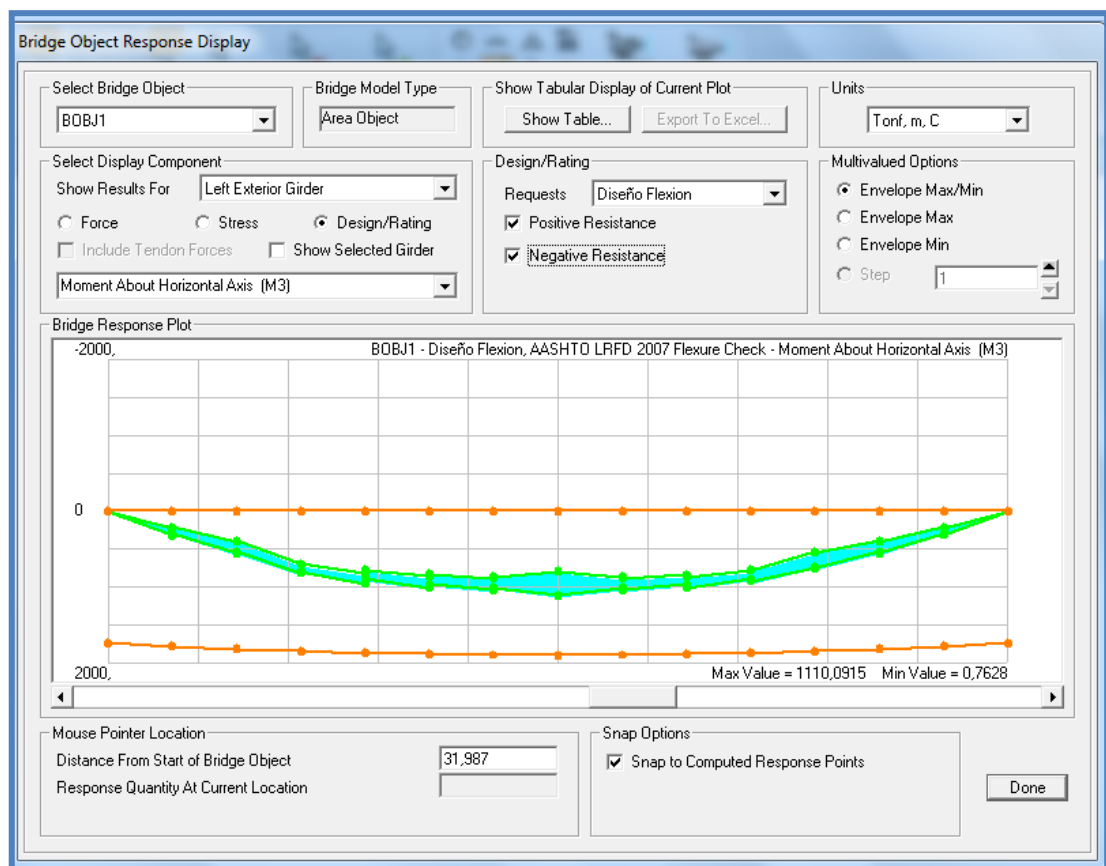 Bridge Object Response Display
Select Bridge Object
BOBJ1
Bridge Model Type
Area Object
Show Tabular Display of Current Plot
Show Table...
Export To Excel...
Units
Tonf, m, C
Select Display Component
Show Results For
Left Exterior Girder
Force
Stress
Design/Rating
Include Tendon Forces
Show Selected Girder
Moment About Horizontal Axis (M3)
Design/Rating
Requests
Diseño Flexion
Positive Resistance
Negative Resistance
Multivalued Options
Envelope Max/Min
Envelope Max
Envelope Min
Step
1
Bridge Response Plot
-2000,
BOBJ1 - Diseño Flexion, AASHTO LRFD 2007 Flexure Check - Moment About Horizontal Axis (M3)
0
2000,
Max Value = 1110,0915 Min Value = 0,7628
Mouse Pointer Location
Distance From Start of Bridge Object
31,987
Response Quantity At Current Location
Snap Options
Snap to Computed Response Points
Done